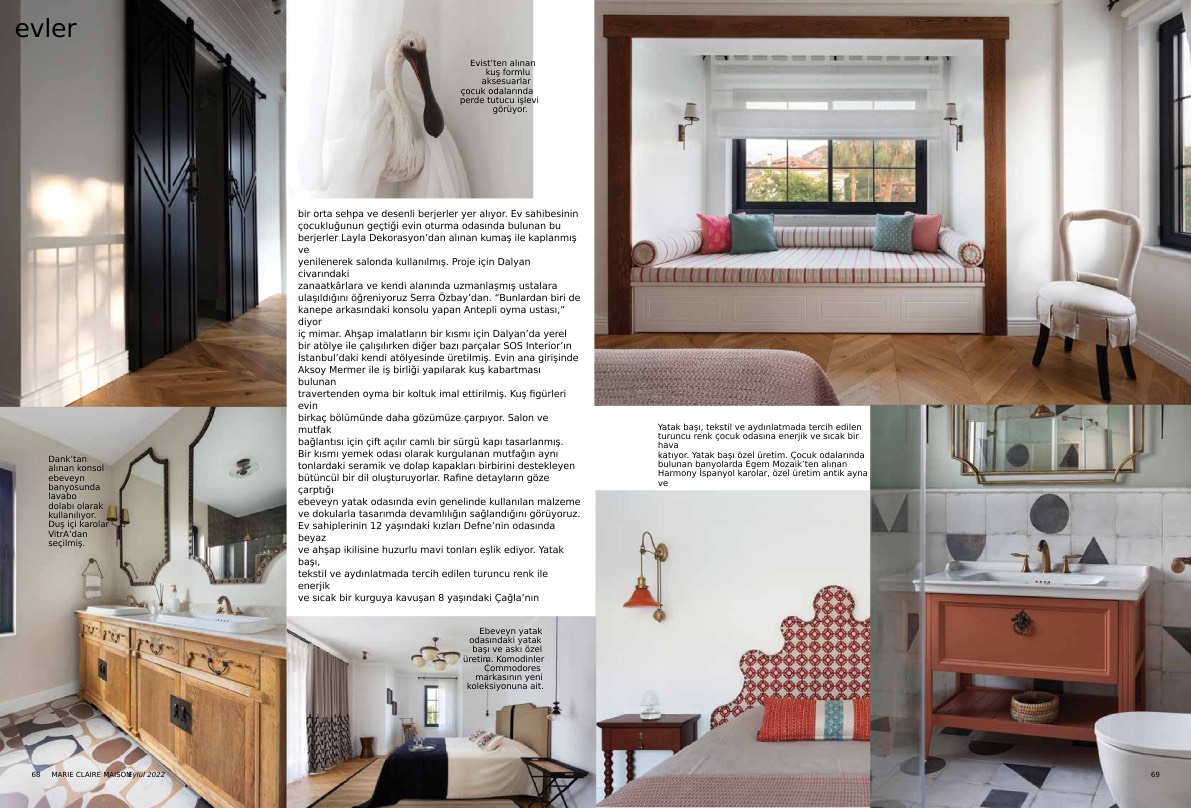 evler
Evist’ten alınan
kuş formlu
aksesuarlar
çocuk odalarında
perde tutucu işlevi
görüyor.
bir orta sehpa ve desenli berjerler yer alıyor. Ev sahibesinin
çocukluğunun geçtiği evin oturma odasında bulunan bu
berjerler Layla Dekorasyon’dan alınan kumaş ile kaplanmış
ve
yenilenerek salonda kullanılmış. Proje için Dalyan
civarındaki
zanaatkârlara ve kendi alanında uzmanlaşmış ustalara
ulaşıldığını öğreniyoruz Serra Özbay’dan. “Bunlardan biri de
kanepe arkasındaki konsolu yapan Antepli oyma ustası,”
diyor
iç mimar. Ahşap imalatların bir kısmı için Dalyan’da yerel
bir atölye ile çalışılırken diğer bazı parçalar SOS Interior’ın
İstanbul’daki kendi atölyesinde üretilmiş. Evin ana girişinde
Aksoy Mermer ile iş birliği yapılarak kuş kabartması
bulunan
travertenden oyma bir koltuk imal ettirilmiş. Kuş figürleri
evin
birkaç bölümünde daha gözümüze çarpıyor. Salon ve
mutfak
bağlantısı için çift açılır camlı bir sürgü kapı tasarlanmış.
Bir kısmı yemek odası olarak kurgulanan mutfağın aynı
tonlardaki seramik ve dolap kapakları birbirini destekleyen
bütüncül bir dil oluşturuyorlar. Rafine detayların göze
çarptığı
ebeveyn yatak odasında evin genelinde kullanılan malzeme
ve dokularla tasarımda devamlılığın sağlandığını görüyoruz.
Ev sahiplerinin 12 yaşındaki kızları Defne’nin odasında
beyaz
ve ahşap ikilisine huzurlu mavi tonları eşlik ediyor. Yatak
başı,
tekstil ve aydınlatmada tercih edilen turuncu renk ile
enerjik
ve sıcak bir kurguya kavuşan 8 yaşındaki Çağla’nın
Yatak başı, tekstil ve aydınlatmada tercih edilen
turuncu renk çocuk odasına enerjik ve sıcak bir
hava
katıyor. Yatak başı özel üretim. Çocuk odalarında
bulunan banyolarda Egem Mozaik’ten alınan
Harmony Ispanyol karolar, özel üretim antik ayna
ve
Dank’tan
alınan konsol
ebeveyn
banyosunda
lavabo
dolabı olarak
kullanılıyor.
Duş içi karolar
VitrA’dan
seçilmiş.
Ebeveyn yatak
odasındaki yatak
başı ve askı özel
üretim. Komodinler
Commodores
markasının yeni
koleksiyonuna ait.
68 MARIE CLAIRE MAISON Eylül 2022
69